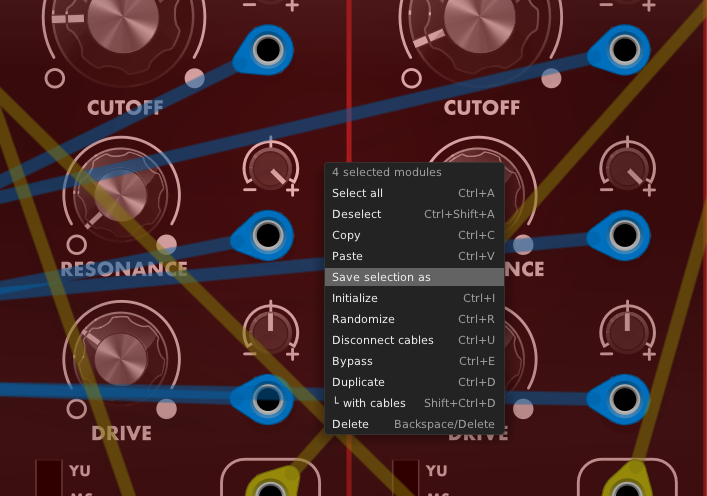 CUTOFF
CUTOFF
4 selected modules
Select all Ctrl+A
Deselect Ctrl+Shift+A
Copy Ctrl+C
Paste Ctrl+V
Save selection as
Initialize Ctrl+I
Randomize Ctrl+R
Disconnect cables Ctrl+U
Bypass Ctrl+E
Duplicate Ctrl+D
└ with cables Shift+Ctrl+D
Delete Backspace/Delete
RESONANCE
NCE
DRIVE
DRIVE
YU
YU